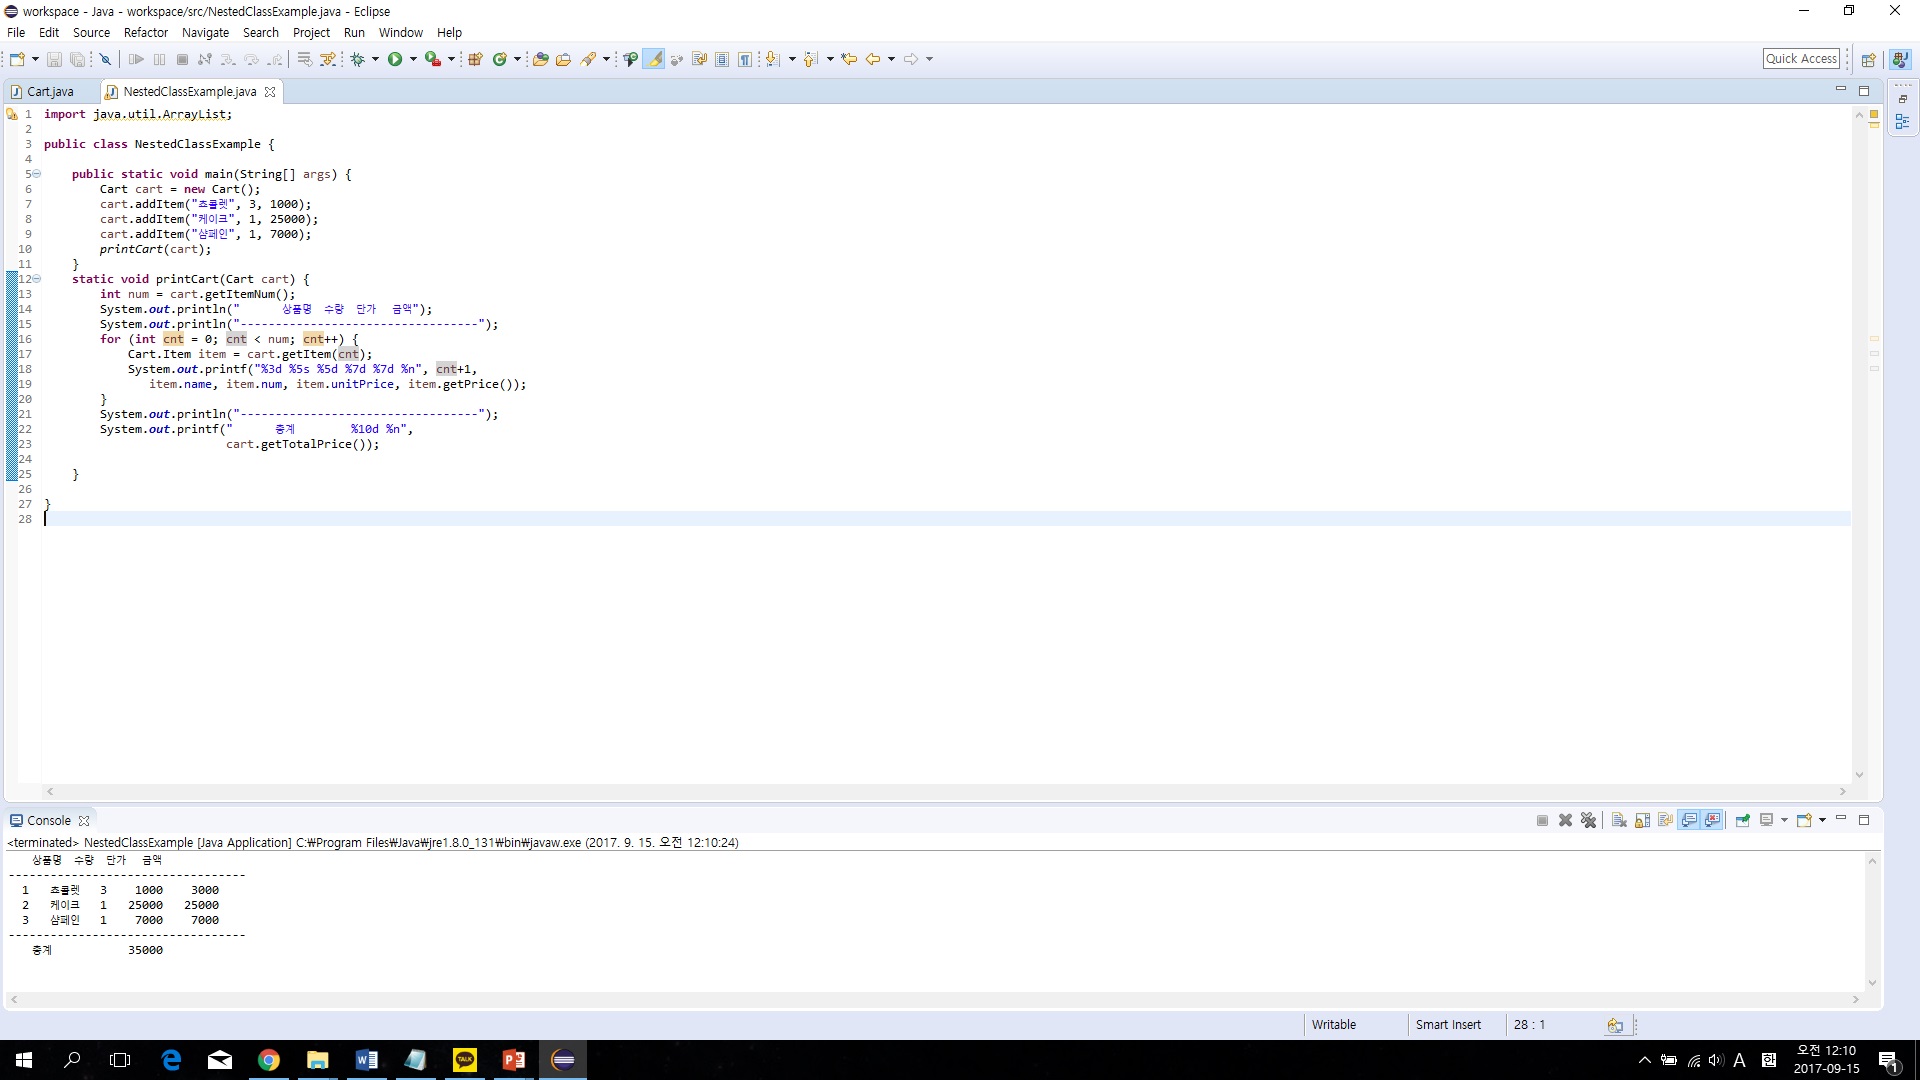 workspace - Java - workspace/src/NestedClassExample.java - Eclipse
File Edit Source Refactor Navigate Search Project Run Window Help
Quick Access
Cart.java NestedClassExample.java
1 import java.util.ArrayList;
2
3 public class NestedClassExample {
4
5 public static void main(String[] args) {
6 Cart cart = new Cart();
7 cart.addItem("쵸콜렛", 3, 1000);
8 cart.addItem("케이크", 1, 25000);
9 cart.addItem("샴페인", 1, 7000);
10 printCart(cart);
11 }
12 static void printCart(Cart cart) {
13 int num = cart.getItemNum();
14 System.out.println("      상품명  수량  단가   금액");
15 System.out.println("----------------------------------");
16 for (int cnt = 0; cnt < num; cnt++) {
17 Cart.Item item = cart.getItem(cnt);
18 System.out.printf("%3d %5s %5d %7d %7d %n", cnt+1,
19 item.name, item.num, item.unitPrice, item.getPrice());
20 }
21 System.out.println("----------------------------------");
22 System.out.printf("      총계        %10d %n",
23 cart.getTotalPrice());
24
25 }
26
27 }
28
Console
<terminated> NestedClassExample [Java Application] C:₩Program Files₩Java₩jre1.8.0_131₩bin₩javaw.exe (2017. 9. 15. 오전 12:10:24)
상품명 수량 단가 금액
----------------------------------
1 쵸콜렛 3 1000 3000
2 케이크 1 25000 25000
3 샴페인 1 7000 7000
----------------------------------
총계 35000
Writable Smart Insert 28 : 1
TALK
A 한 오전 12:10
2017-09-15
1